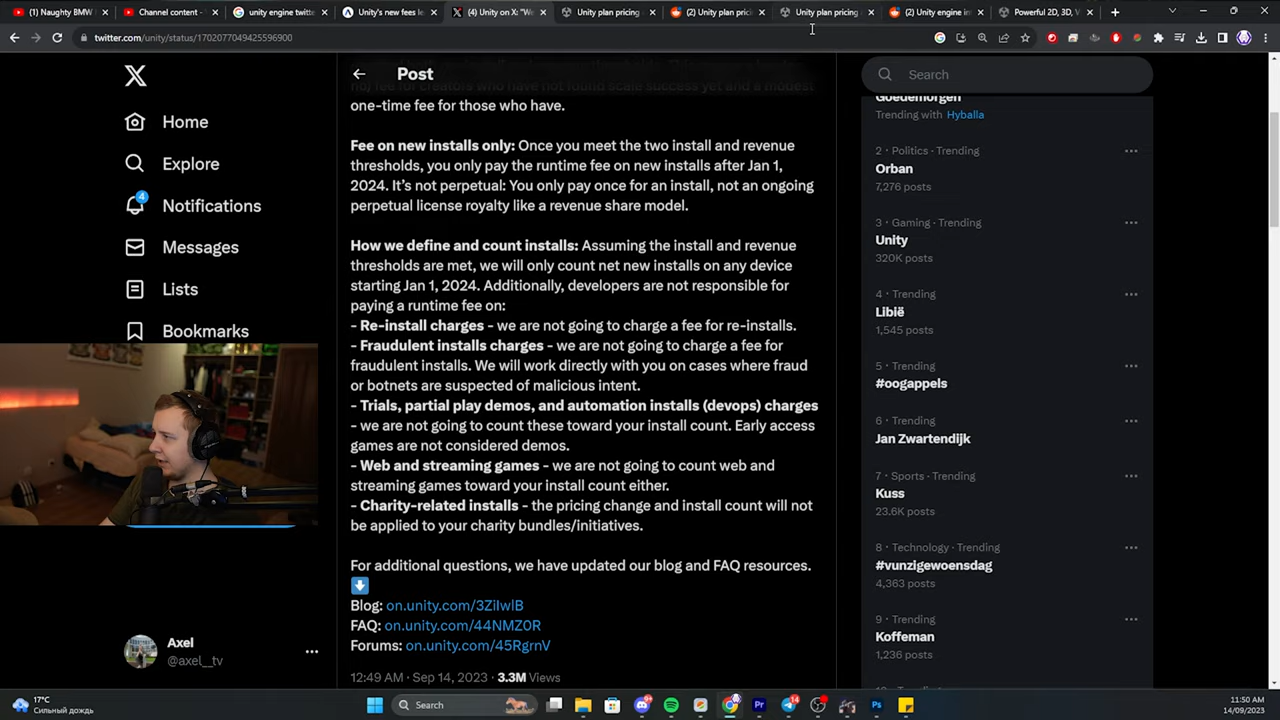 (1) Naughty BMW
Channel content -
unity engine twitte
Unity's new fees le
(4) Unity on X: "We
Unity plan pricing
(2) Unity plan prici
Unity plan pricing
(2) Unity engine im
Powerful 2D, 3D, V
twitter.com/unity/status/1702077049425596900
Post
Search
Home
Explore
4
Notifications
Messages
Lists
Bookmarks
Axel
@axel__tv
one-time fee for those who have.
Fee on new installs only: Once you meet the two install and revenue
thresholds, you only pay the runtime fee on new installs after Jan 1,
2024. It's not perpetual: You only pay once for an install, not an ongoing
perpetual license royalty like a revenue share model.
How we define and count installs: Assuming the install and revenue
thresholds are met, we will only count net new installs on any device
starting Jan 1, 2024. Additionally, developers are not responsible for
paying a runtime fee on:
- Re-install charges - we are not going to charge a fee for re-installs.
- Fraudulent installs charges - we are not going to charge a fee for
fraudulent installs. We will work directly with you on cases where fraud
or botnets are suspected of malicious intent.
- Trials, partial play demos, and automation installs (devops) charges
- we are not going to count these toward your install count. Early access
games are not considered demos.
- Web and streaming games - we are not going to count web and
streaming games toward your install count either.
- Charity-related installs - the pricing change and install count will not
be applied to your charity bundles/initiatives.
For additional questions, we have updated our blog and FAQ resources.
Blog: on.unity.com/3ZiIwlB
FAQ: on.unity.com/44NMZ0R
Forums: on.unity.com/45RgrnV
12:49 AM · Sep 14, 2023 · 3.3M Views
Goedemorgen
Trending with Hyballa
2 · Politics · Trending
Orban
7,276 posts
3 · Gaming · Trending
Unity
320K posts
4 · Trending
Libië
1,545 posts
5 · Trending
#oogappels
6 · Trending
Jan Zwartendijk
7 · Sports · Trending
Kuss
23.6K posts
8 · Technology · Trending
#vunzigewoensdag
4,363 posts
9 · Trending
Koffeman
1,236 posts
17°C
Сильный дождь
Search
11:50 AM
14/09/2023